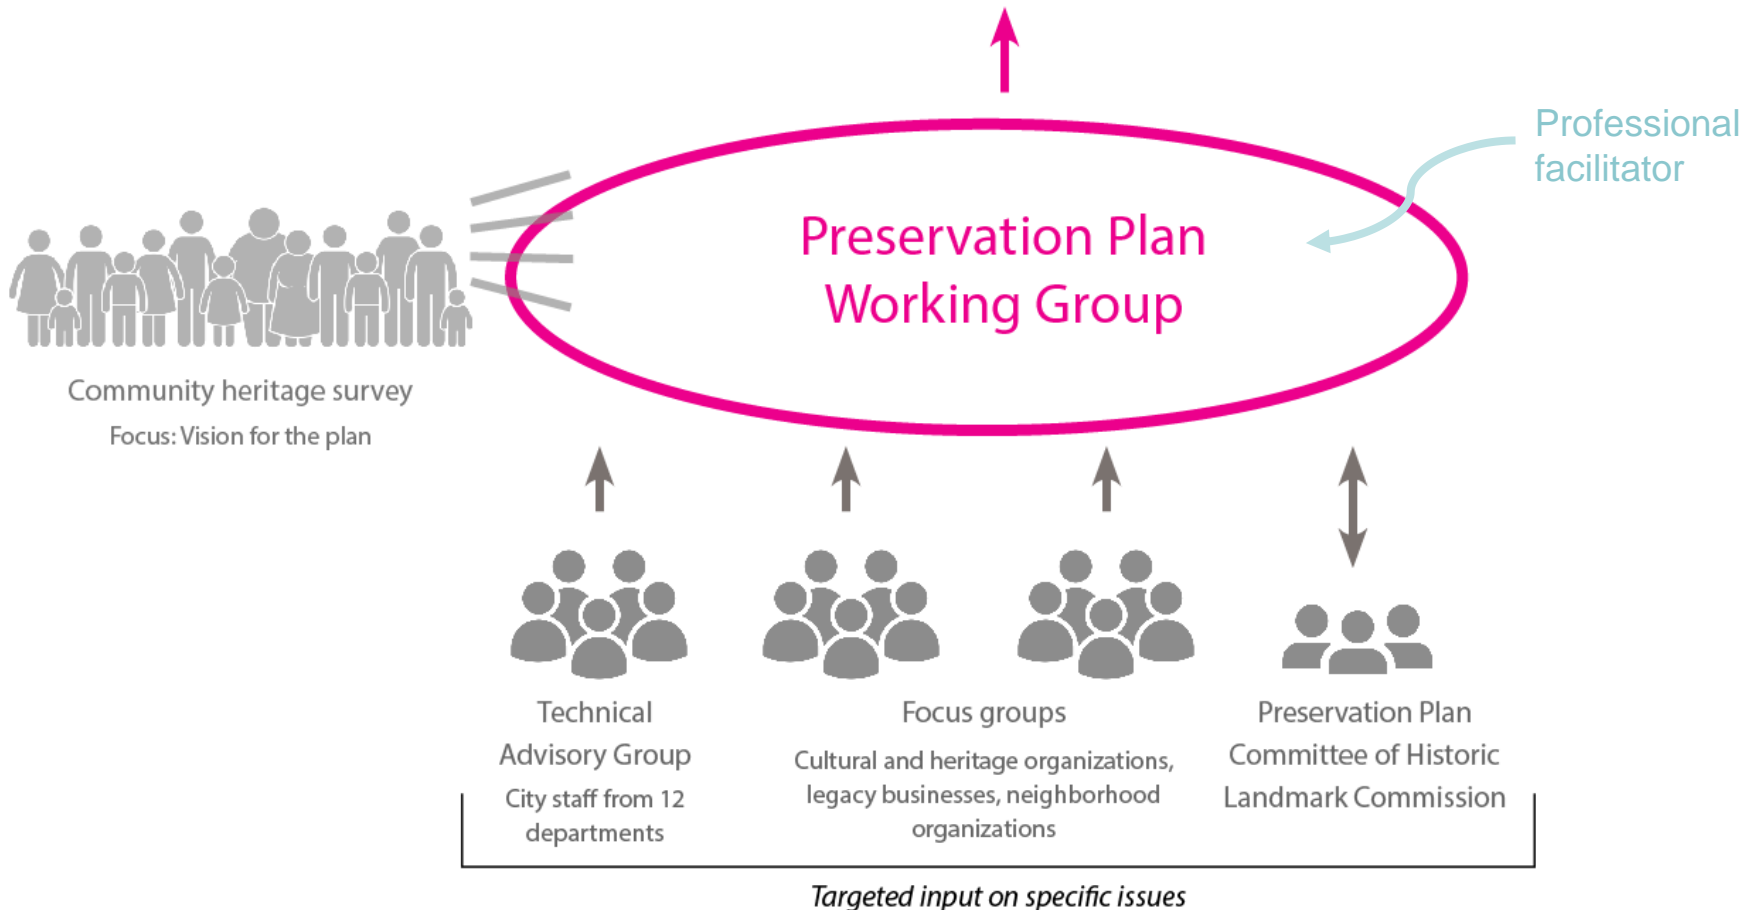 Professional
facilitator
Preservation Plan
Working Group
Community heritage survey
Focus: Vision for the plan
Technical
Advisory Group
City staff from 12
departments
Focus groups
Cultural and heritage organizations,
legacy businesses, neighborhood
organizations
Preservation Plan
Committee of Historic
Landmark Commission
Targeted input on specific issues